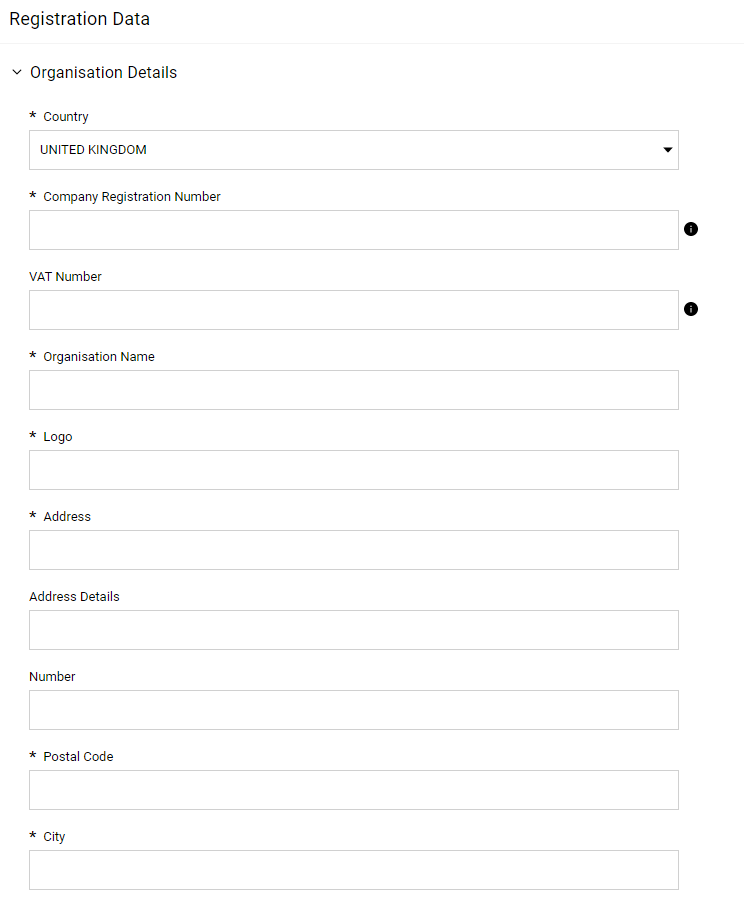 Registration Data
Organisation Details
* Country
UNITED KINGDOM
* Company Registration Number
VAT Number
* Organisation Name
* Logo
* Address
Address Details
Number
* Postal Code
* City